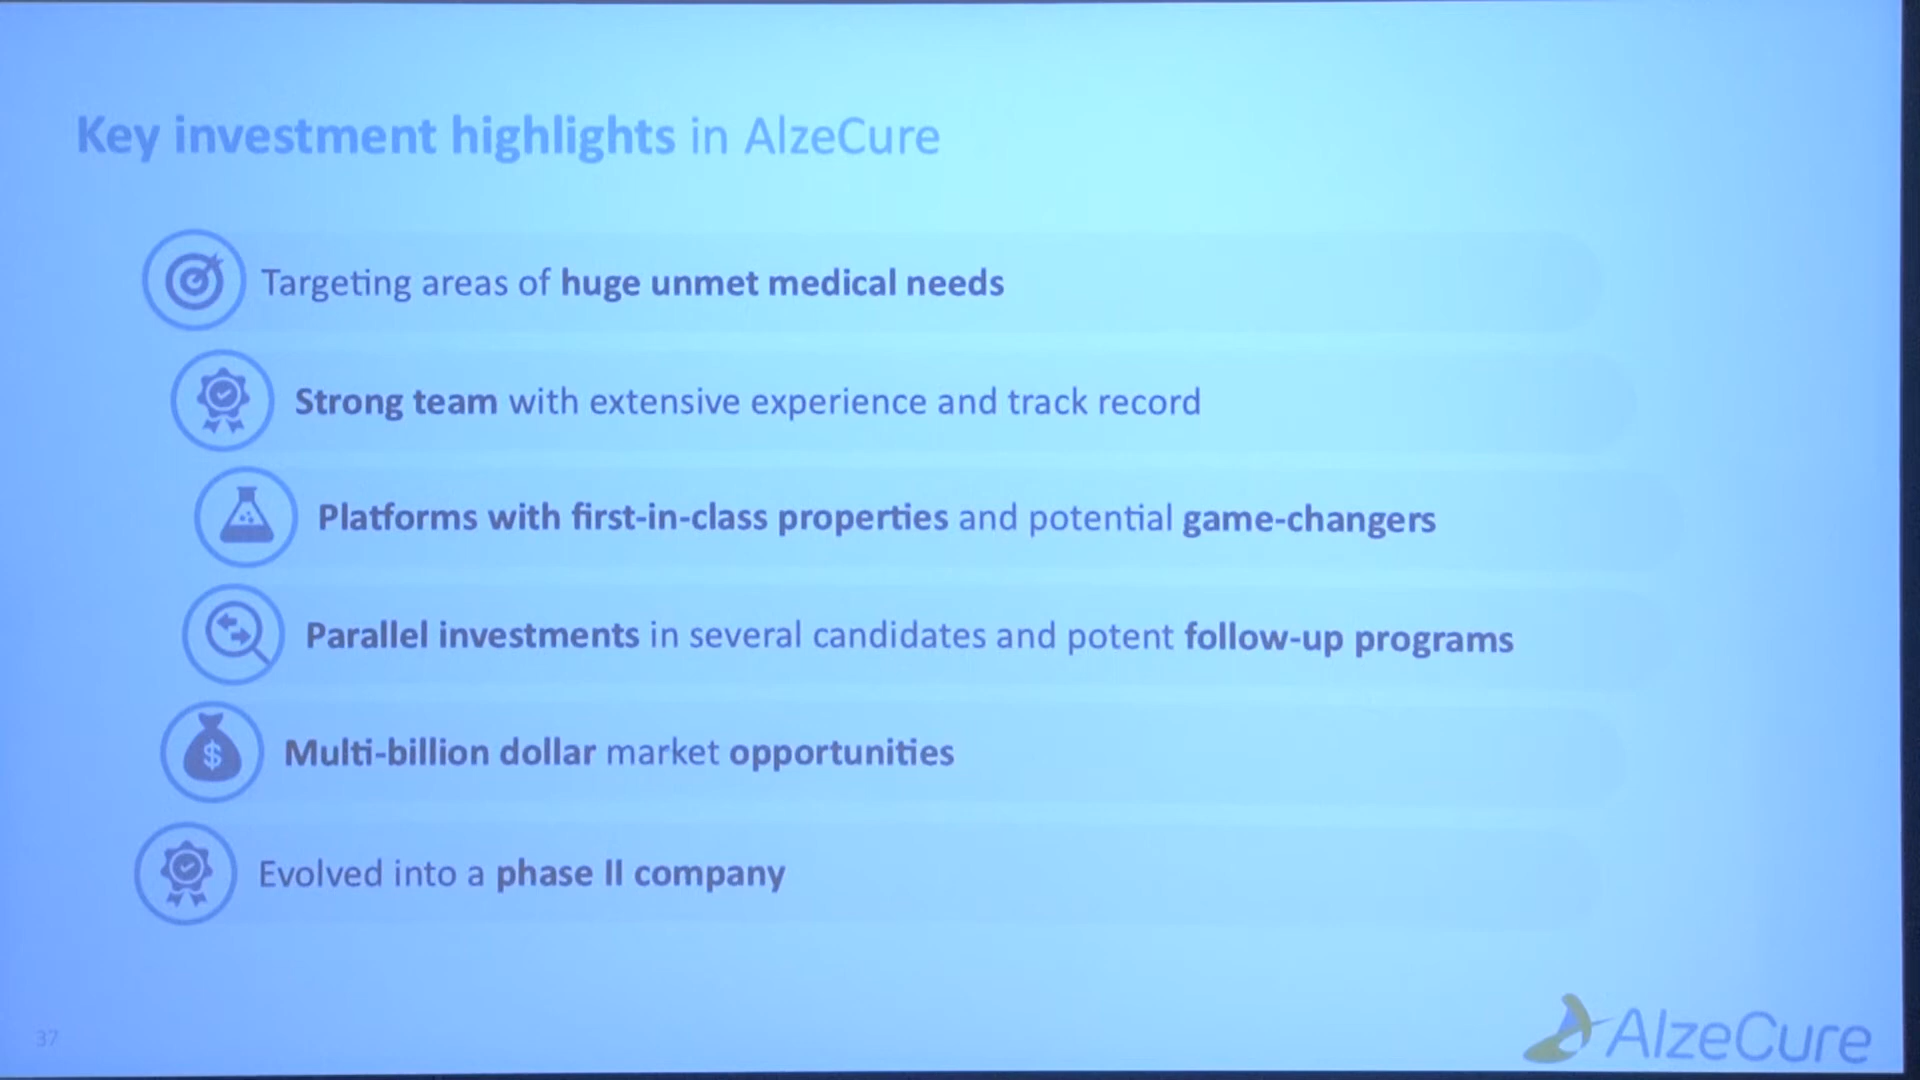 Key investment highlights in AlzeCure
Targeting areas of huge unmet medical needs
Strong team with extensive experience and track record
Platforms with first-in-class properties and potential game-changers
Parallel investments in several candidates and potent follow-up programs
$
Multi-billion dollar market opportunities
Evolved into a phase II company
37
AlzeCure